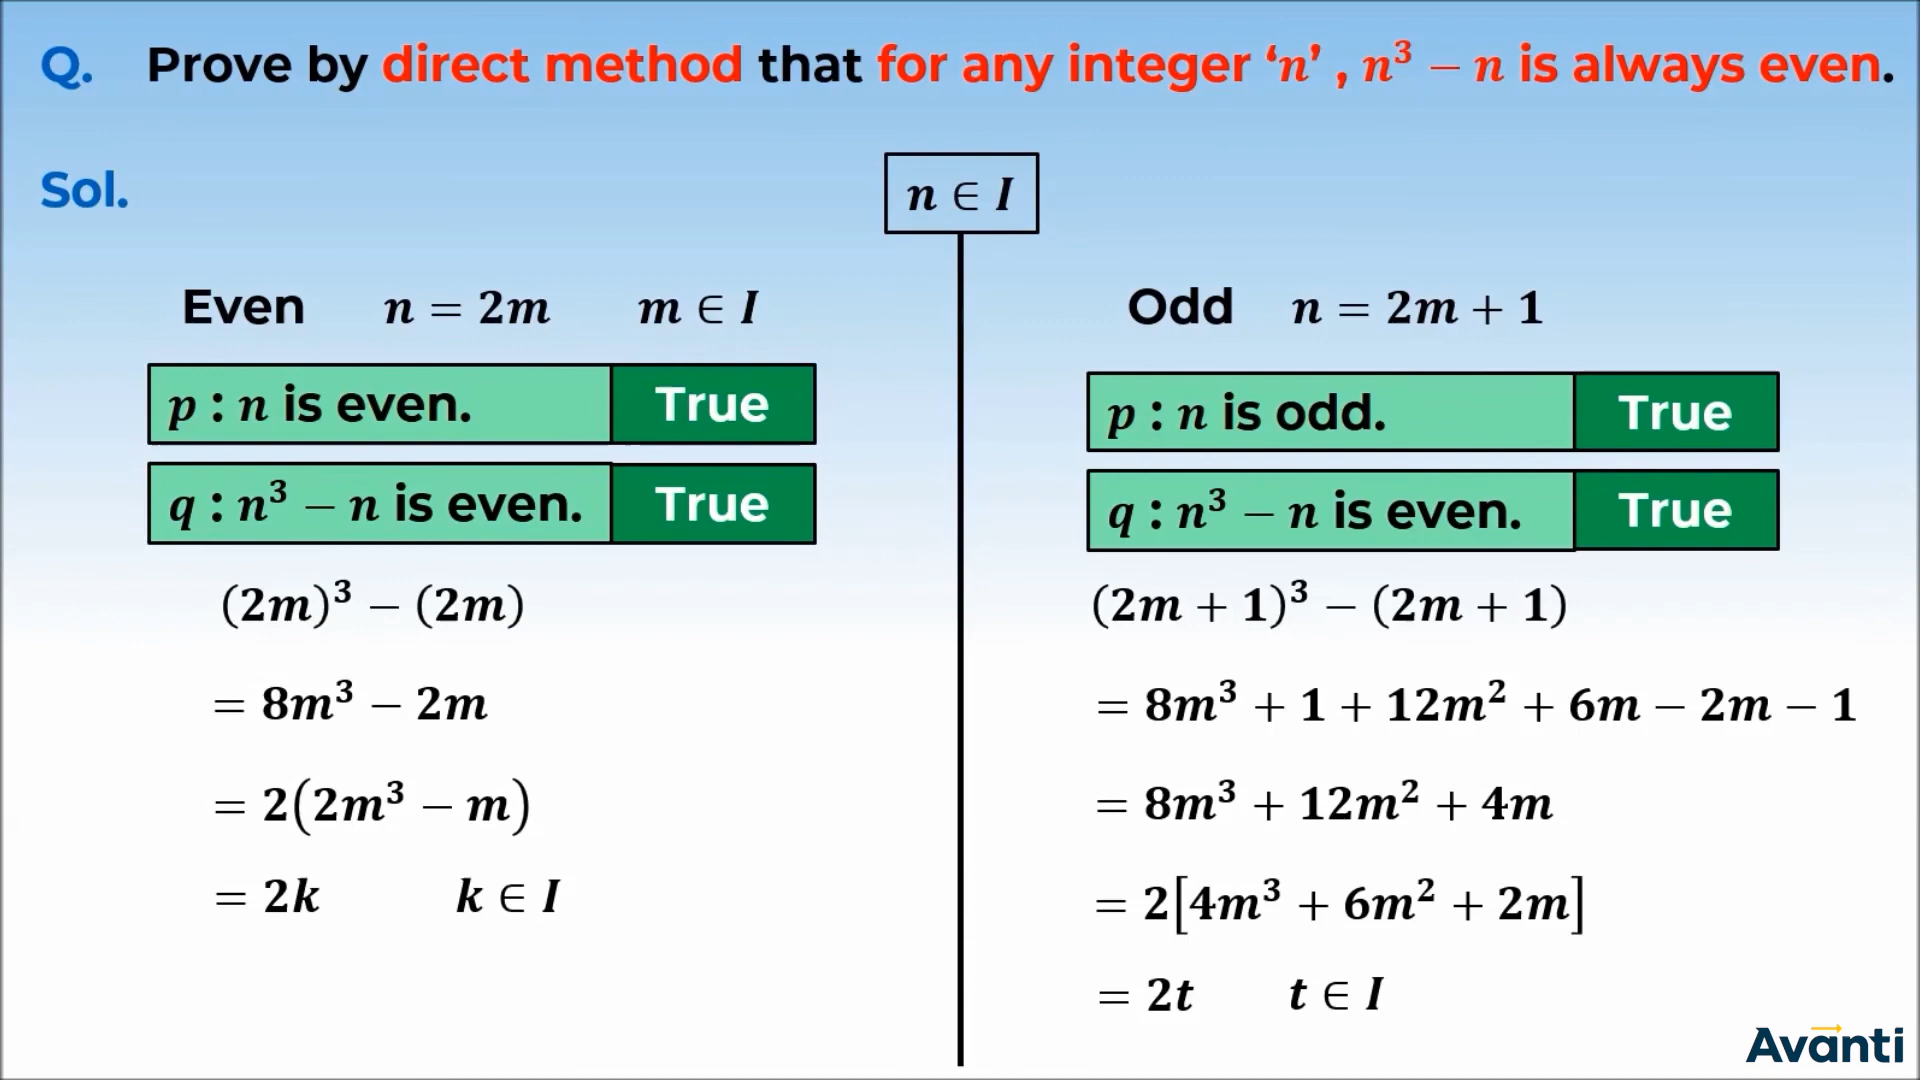 Q. Prove by direct method that for any integer ‘n’ , n³ − n is always even.
Sol.
n ∈ I
Even n = 2m m ∈ I
p : n is even. True
q : n³ − n is even. True
(2m)³ − (2m)
= 8m³ − 2m
= 2(2m³ − m)
= 2k k ∈ I
Odd n = 2m + 1
p : n is odd. True
q : n³ − n is even. True
(2m + 1)³ − (2m + 1)
= 8m³ + 1 + 12m² + 6m − 2m − 1
= 8m³ + 12m² + 4m
= 2[4m³ + 6m² + 2m]
= 2t t ∈ I
Avanti